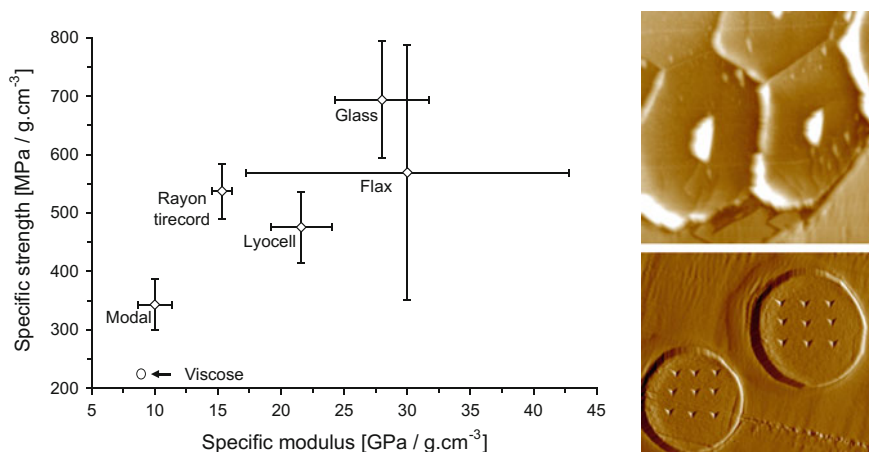 Specific strength [MPa / g.cm⁻³]
800
700
600
500
400
300
200
Glass
Flax
Rayon
tirecord
Lyocell
Modal
Viscose
5 10 15 20 25 30 35 40 45
Specific modulus [GPa / g.cm⁻³]